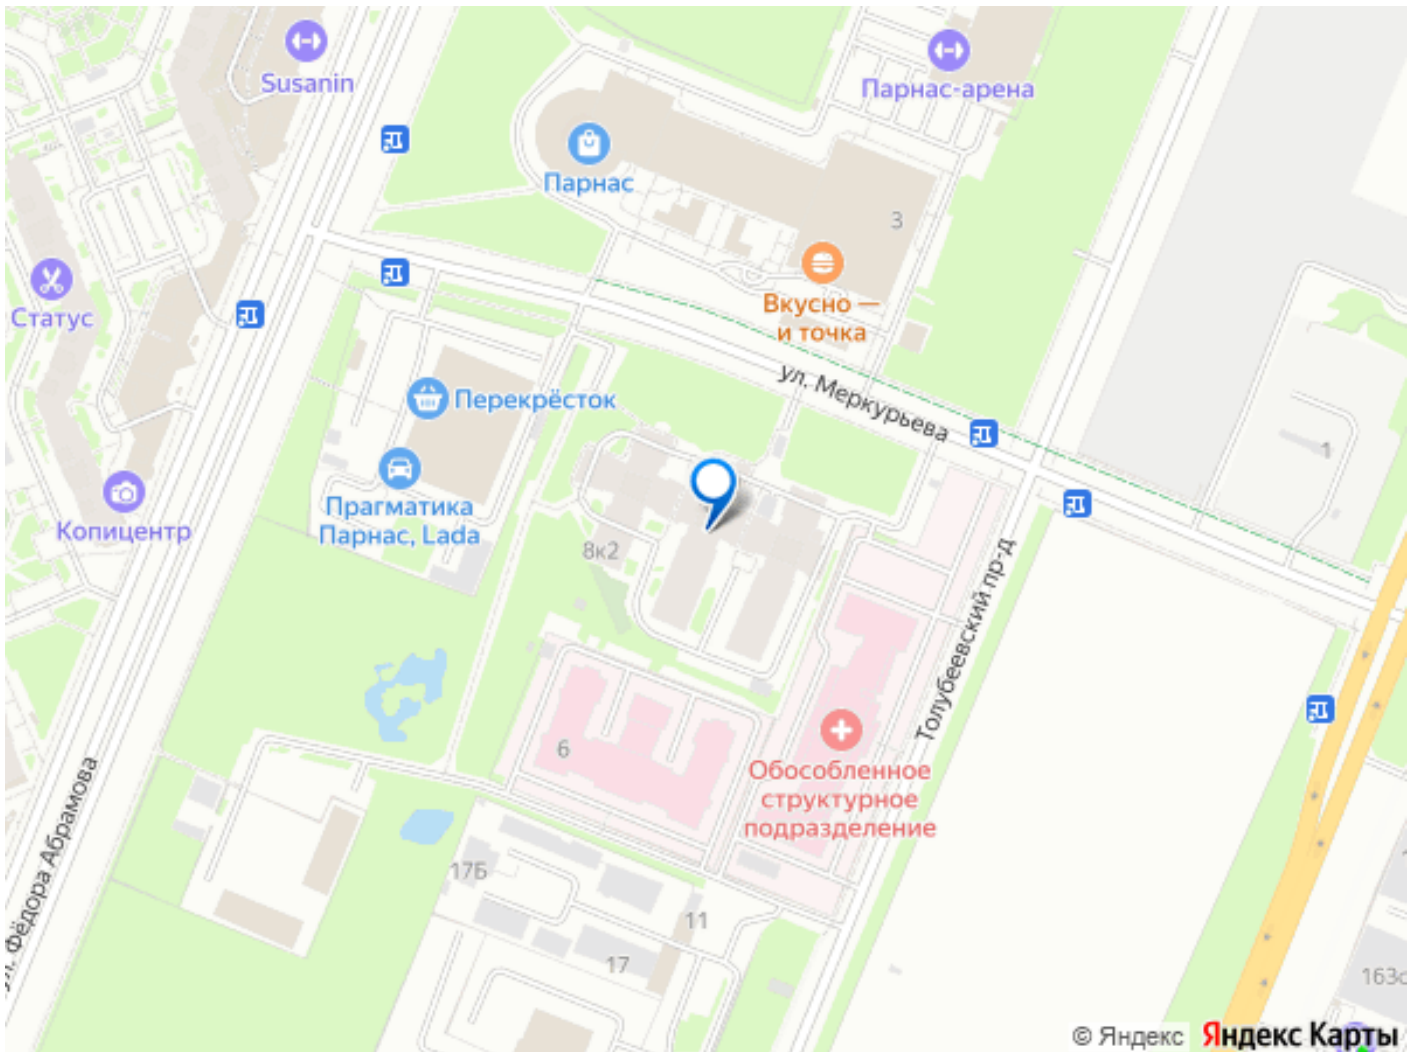 Susanin
Парнас-арена
Парнас
3
Статус
Вкусно —
и точка
ул. Меркурьева
Перекрёсток
1
Прагматика
Парнас, Lada
Копицентр
8к2
Толубеевский пр-д
6
Обособленное
структурное
подразделение
ул. Фёдора Абрамова
17Б
11
17
163с
© Яндекс
Яндекс Карты